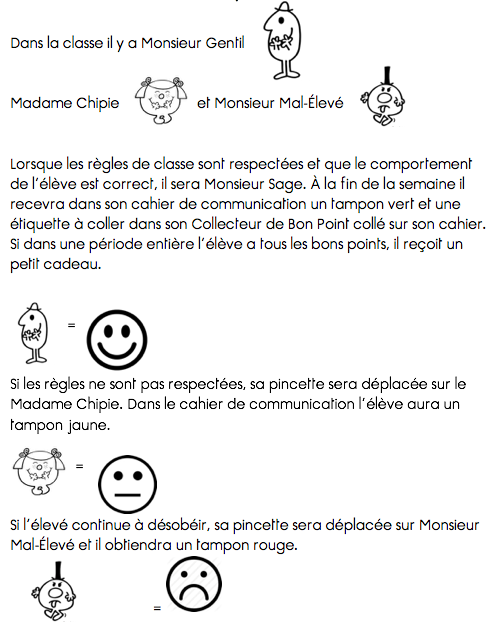 Dans la classe il y a Monsieur Gentil
Madame Chipie et Monsieur Mal-Élevé
Lorsque les règles de classe sont respectées et que le comportement
de l'élève est correct, il sera Monsieur Sage. À la fin de la semaine il
recevra dans son cahier de communication un tampon vert et une
étiquette à coller dans son Collecteur de Bon Point collé sur son cahier.
Si dans une période entière l'élève a tous les bons points, il reçoit un
petit cadeau.
=
Si les règles ne sont pas respectées, sa pincette sera déplacée sur le
Madame Chipie. Dans le cahier de communication l'élève aura un
tampon jaune.
=
Si l'élevé continue à désobéir, sa pincette sera déplacée sur Monsieur
Mal-Élevé et il obtiendra un tampon rouge.
=